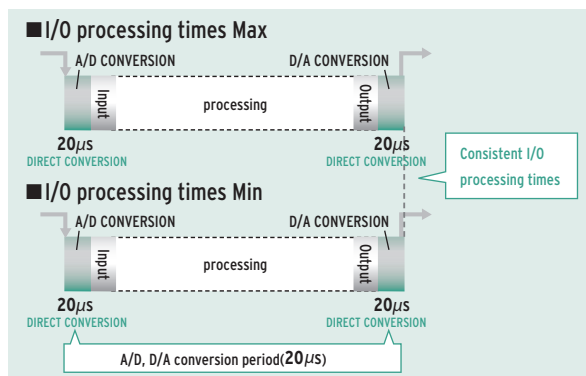 ■I/O processing times Max
A/D CONVERSION
D/A CONVERSION
Input
processing
Output
20μs
DIRECT CONVERSION
20μs
DIRECT CONVERSION
Consistent I/O
processing times
■I/O processing times Min
A/D CONVERSION
D/A CONVERSION
Input
processing
Output
20μs
DIRECT CONVERSION
20μs
DIRECT CONVERSION
A/D, D/A conversion period(20μs)